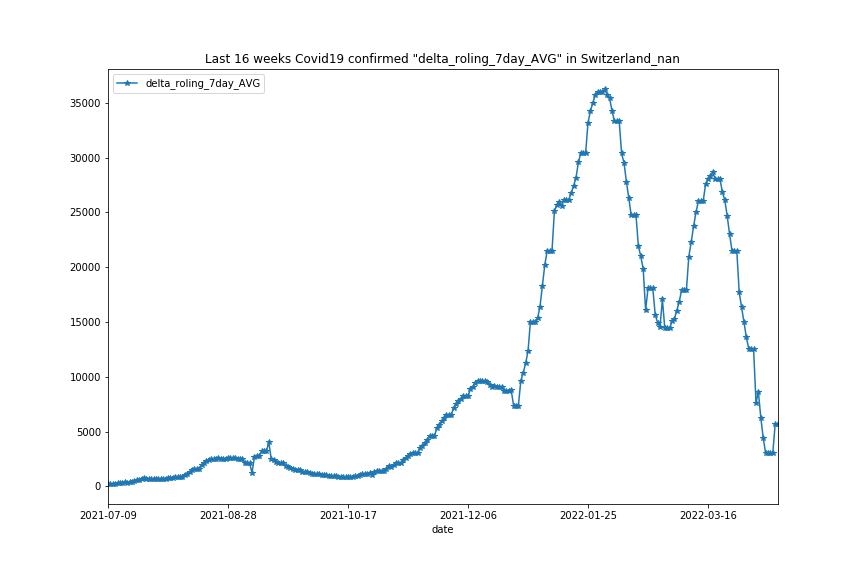 Last 16 weeks Covid19 confirmed "delta_roling_7day_AVG" in Switzerland_nan
delta_roling_7day_AVG
35000
30000
25000
20000
15000
10000
5000
0
2021-07-09 2021-08-28 2021-10-17 2021-12-06 2022-01-25 2022-03-16
date